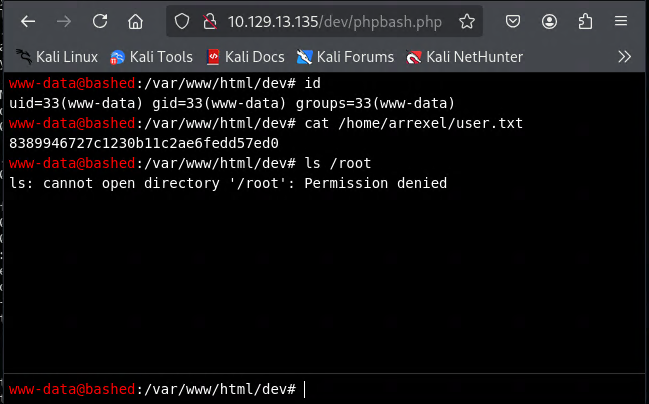 10.129.13.135/dev/phpbash.php
Kali Linux Kali Tools Kali Docs Kali Forums Kali NetHunter
www-data@bashed:/var/www/html/dev# id
uid=33(www-data) gid=33(www-data) groups=33(www-data)
www-data@bashed:/var/www/html/dev# cat /home/arrexel/user.txt
8389946727c1230b11c2ae6fedd57ed0
www-data@bashed:/var/www/html/dev# ls /root
ls: cannot open directory '/root': Permission denied
www-data@bashed:/var/www/html/dev#